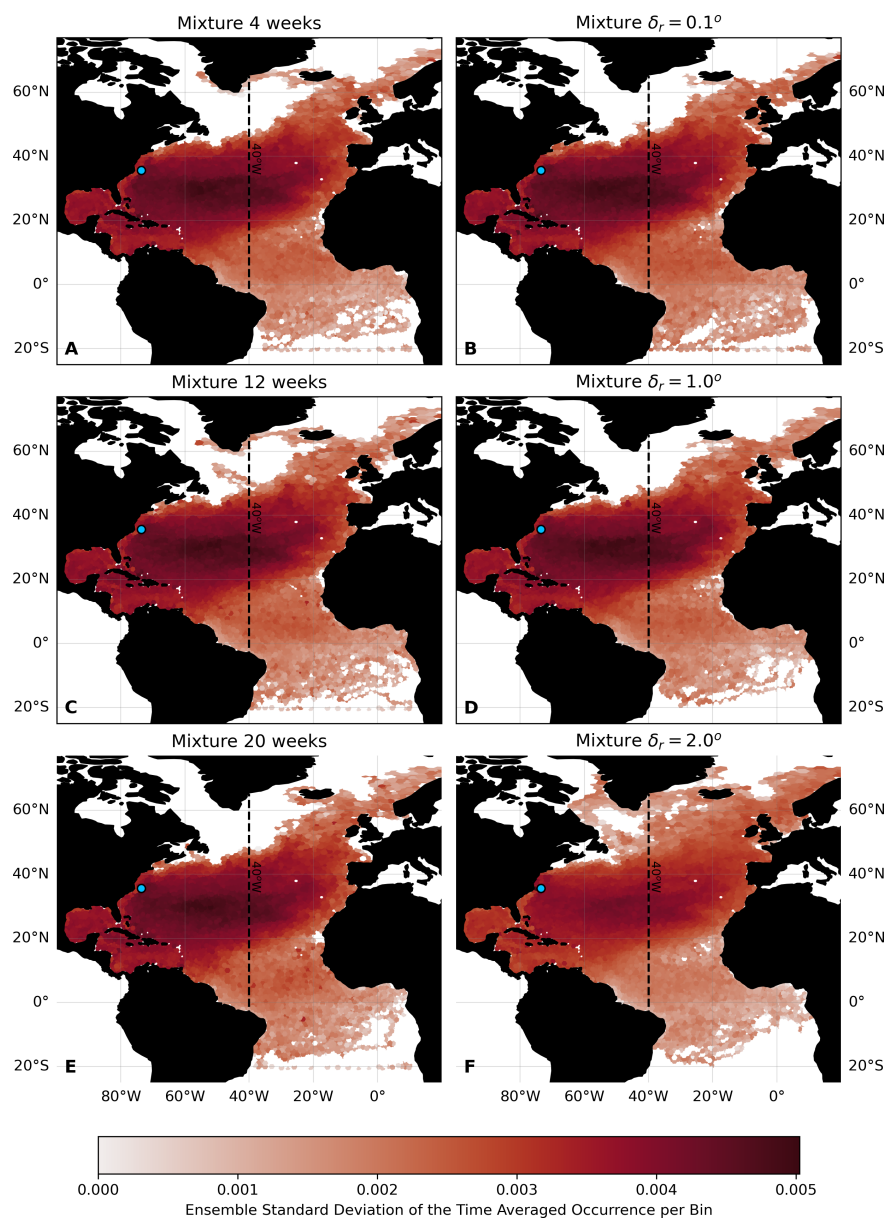 Mixture 4 weeks
Mixture δr = 0.1°
60°N
40°N
20°N
0°
20°S
40°W
A
40°W
B
60°N
40°N
20°N
0°
20°S
Mixture 12 weeks
Mixture δr = 1.0°
60°N
40°N
20°N
0°
20°S
40°W
C
40°W
D
60°N
40°N
20°N
0°
20°S
Mixture 20 weeks
Mixture δr = 2.0°
60°N
40°N
20°N
0°
20°S
40°W
E
40°W
F
60°N
40°N
20°N
0°
20°S
80°W 60°W 40°W 20°W 0°
80°W 60°W 40°W 20°W 0°
0.000 0.001 0.002 0.003 0.004 0.005
Ensemble Standard Deviation of the Time Averaged Occurrence per Bin